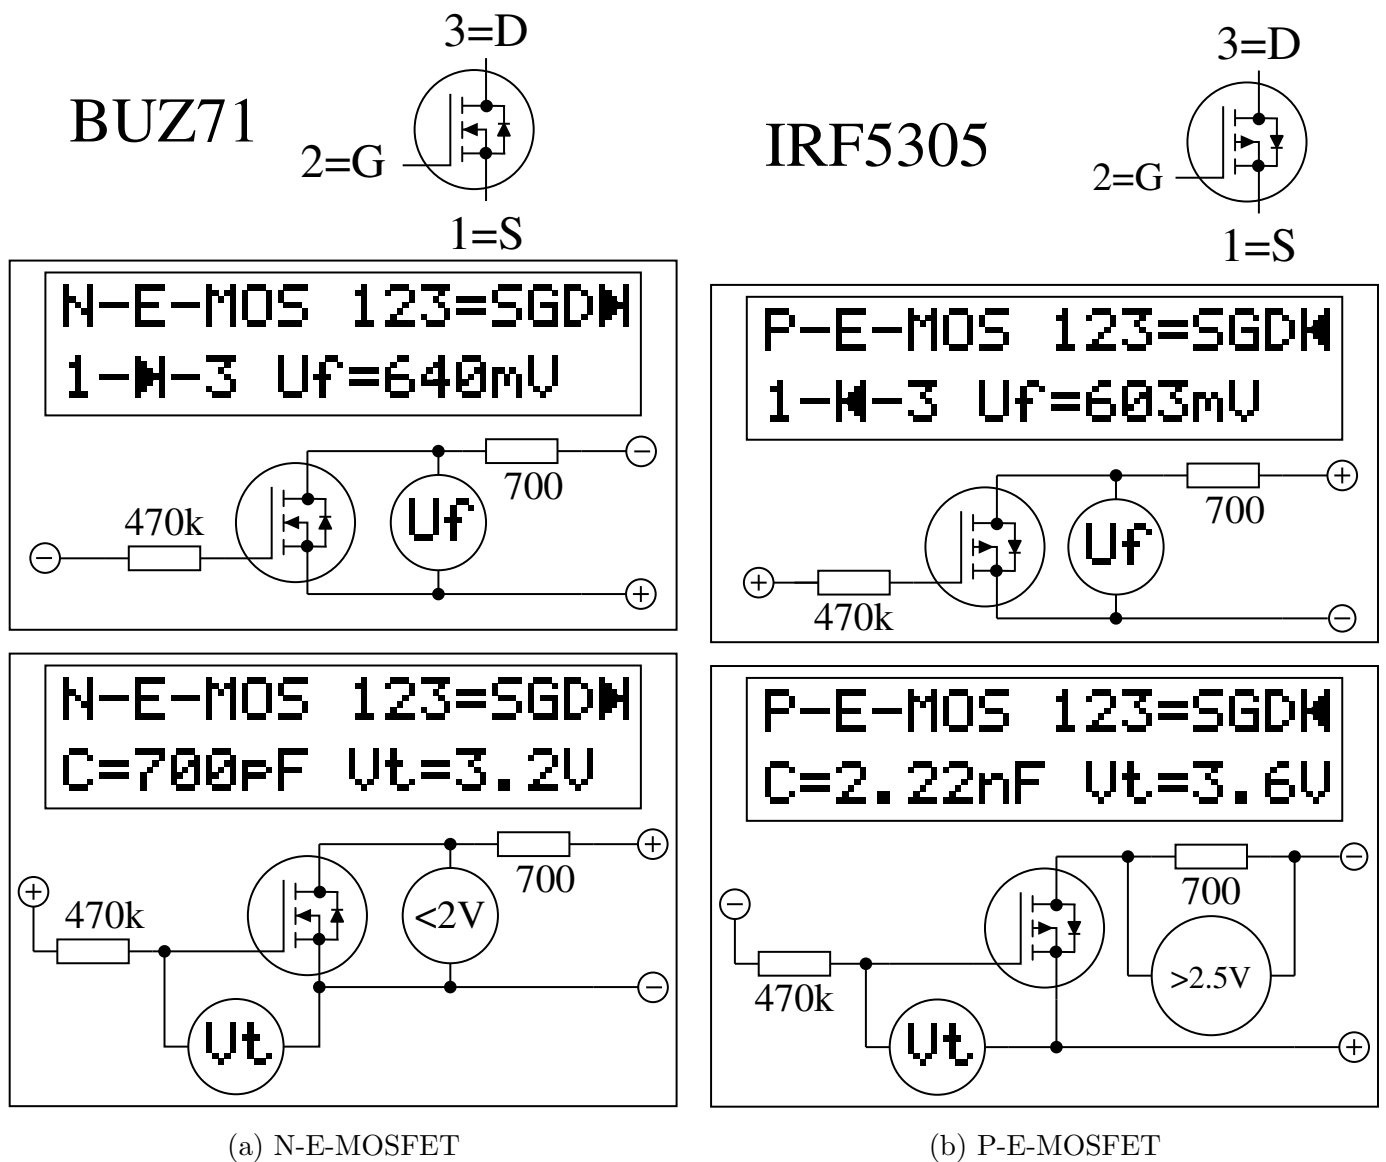 BUZ71
3=D
2=G
1=S
N-E-MOS 123=SGD
1-▶|-3 Uf=640mV
470k
Uf
700
−
−
+
N-E-MOS 123=SGD
C=700pF Vt=3.2V
+
470k
Vt
<2V
700
+
−
(a) N-E-MOSFET
IRF5305
3=D
2=G
1=S
P-E-MOS 123=SGD
1-|◀-3 Uf=603mV
+
470k
Uf
700
+
−
P-E-MOS 123=SGD
C=2.22nF Vt=3.6V
−
470k
Vt
700
>2.5V
−
+
(b) P-E-MOSFET